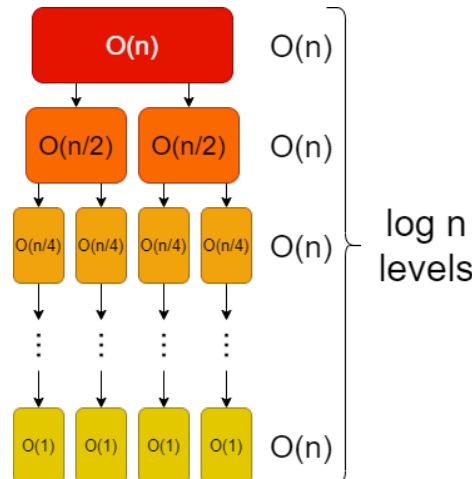 O(n) O(n)
O(n/2) O(n/2) O(n)
O(n/4) O(n/4) O(n/4) O(n/4) O(n)
log n
levels
... ... ... ...
... ... ... ...
O(1) O(1) O(1) O(1) O(n)